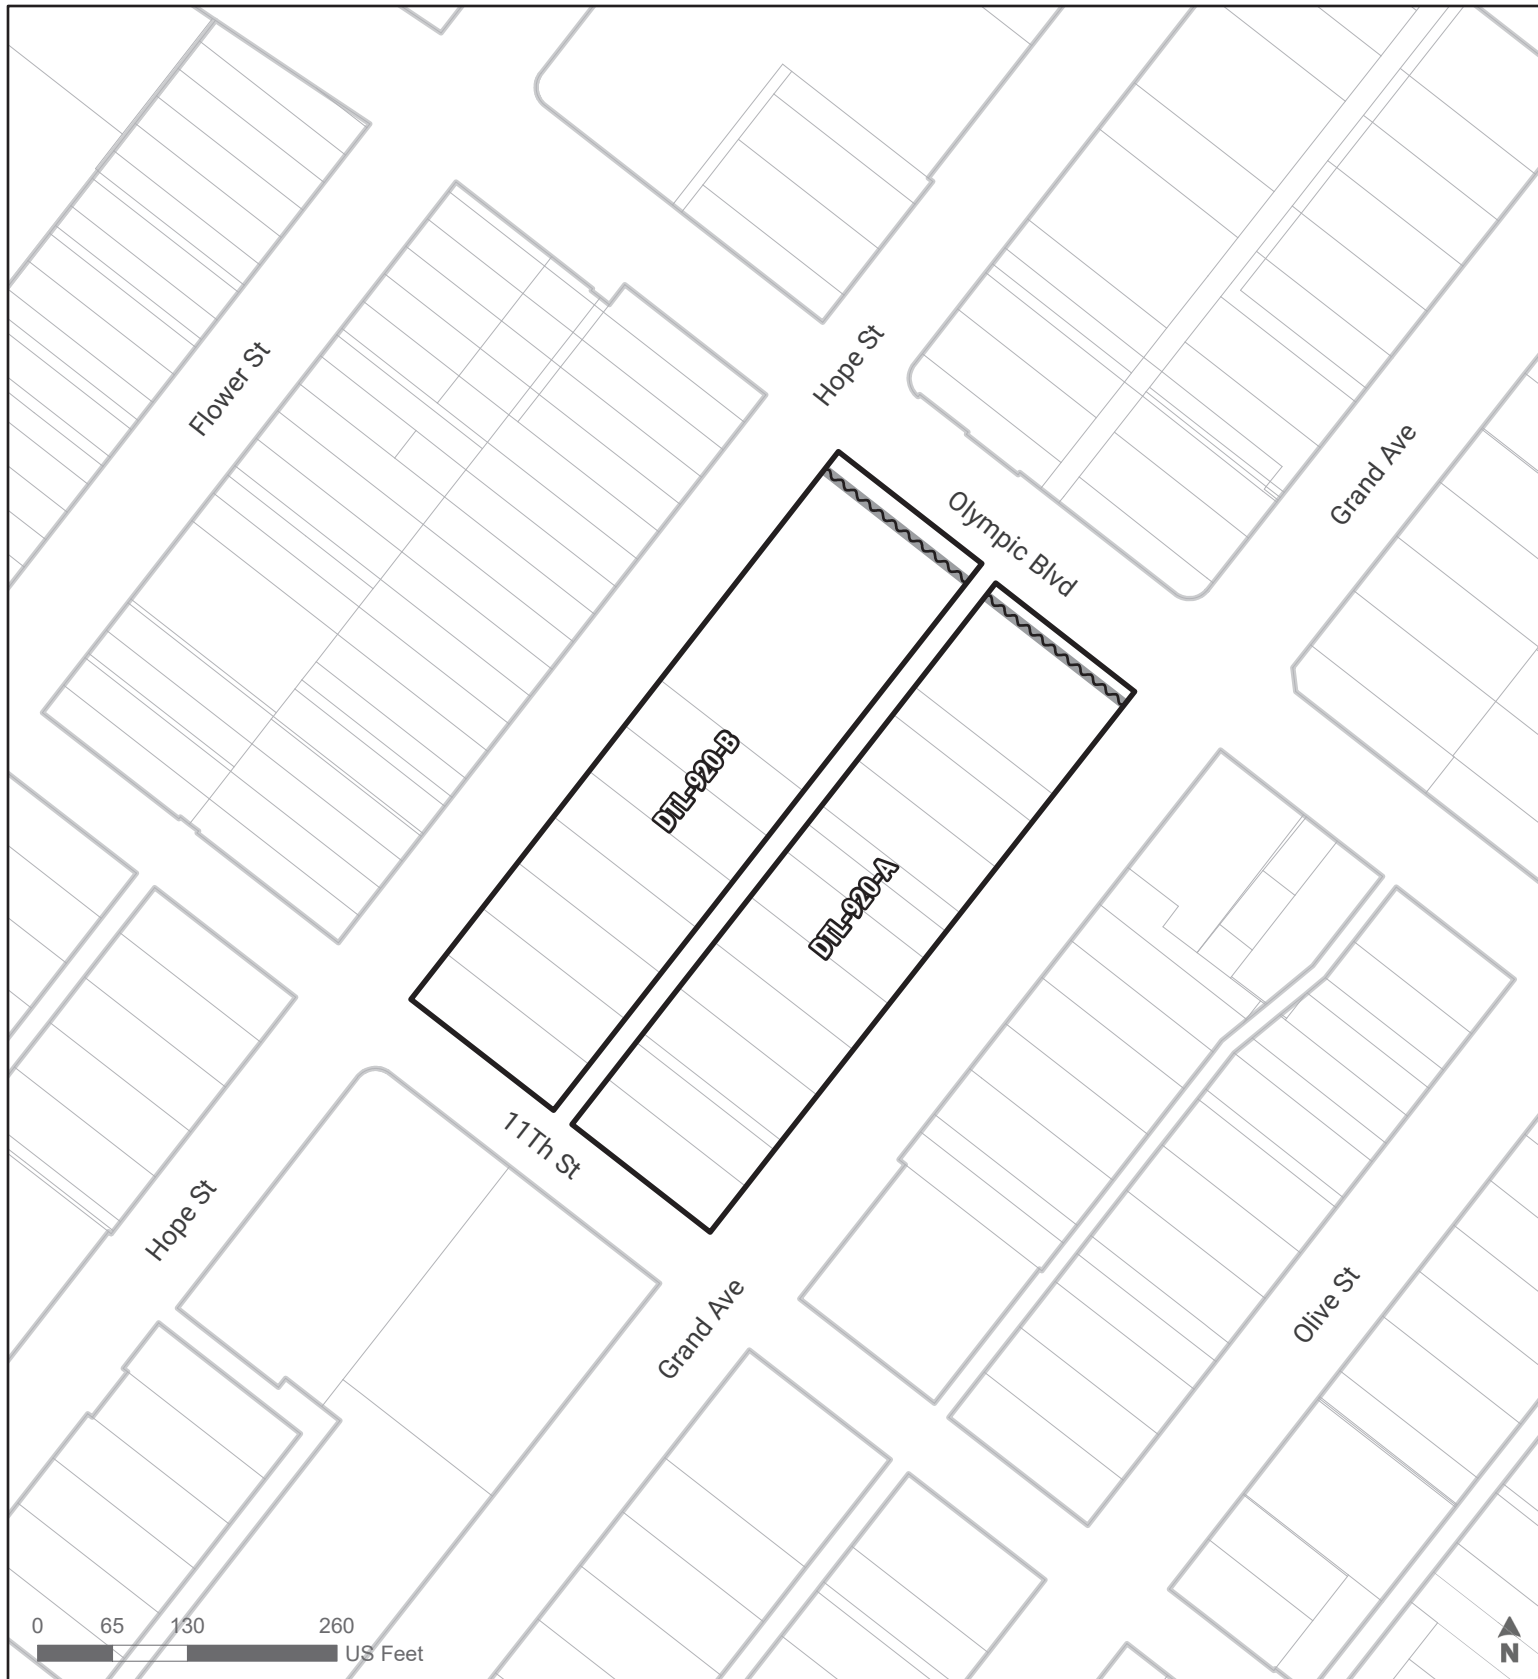 Flower St
Hope St
Grand Ave
Olympic Blvd
DTL-920-B
DTL-920-A
11Th St
Hope St
Grand Ave
Olive St
0 65 130 260
US Feet
N